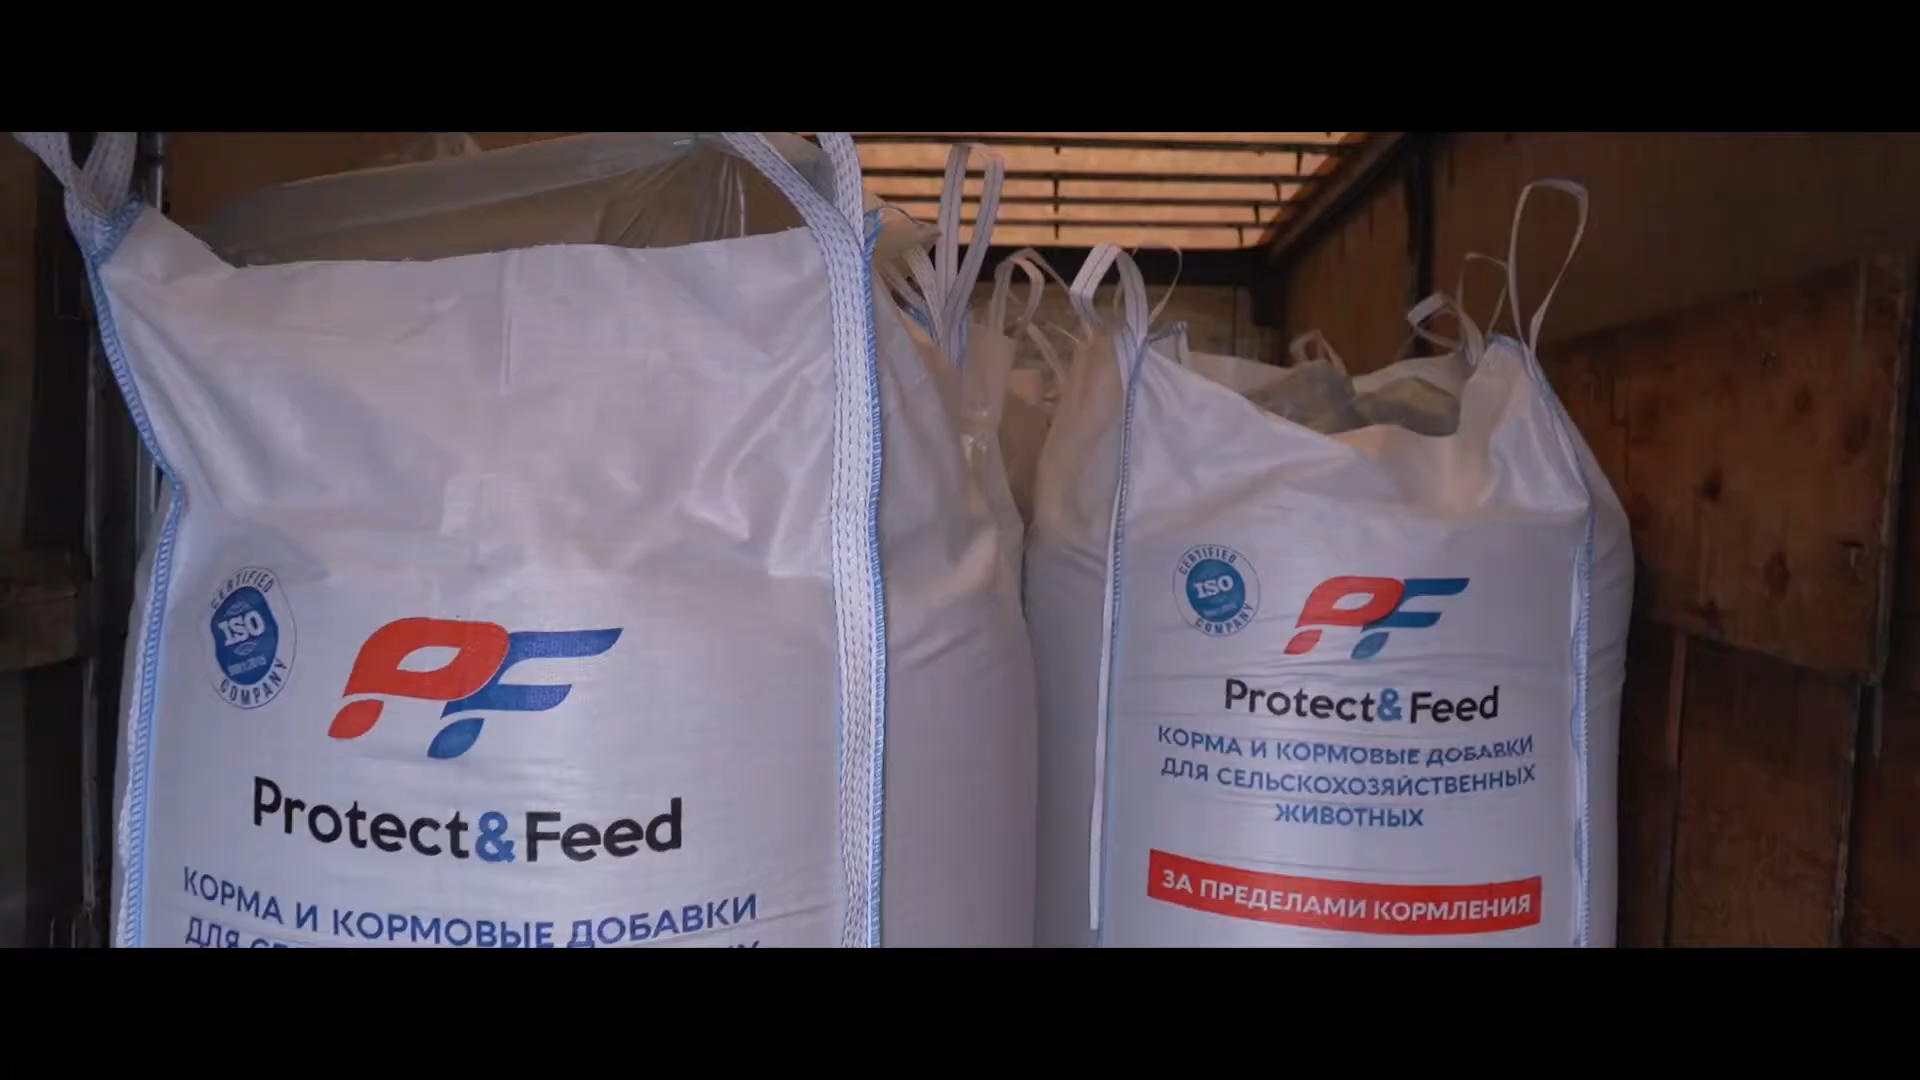 CERTIFIED
ISO
COMPANY
PF
Protect&Feed
КОРМА И КОРМОВЫЕ ДОБАВКИ
CERTIFIED
ISO
COMPANY
PF
Protect&Feed
КОРМА И КОРМОВЫЕ ДОБАВКИ
ДЛЯ СЕЛЬСКОХОЗЯЙСТВЕННЫХ
ЖИВОТНЫХ
ЗА ПРЕДЕЛАМИ КОРМЛЕНИЯ